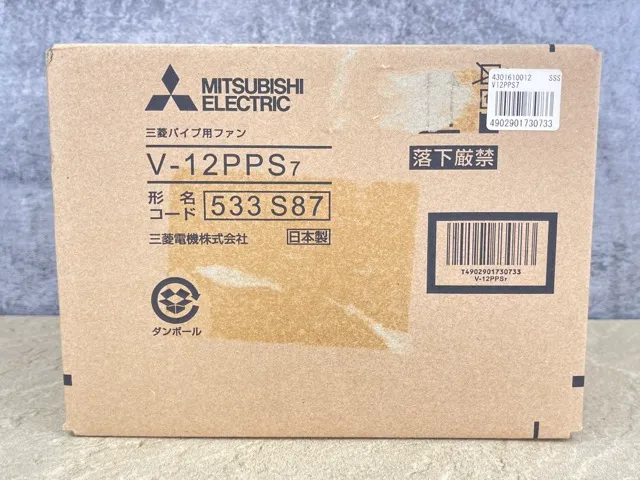 MITSUBISHI
ELECTRIC
三菱パイプ用ファン
V-12PPS7
形名
コード 533 S87
三菱電機株式会社 日本製
ダンボール
4301610012 SSS
V12PPS7
4902901730733
落下厳禁
T4902901730733
V-12PPS7